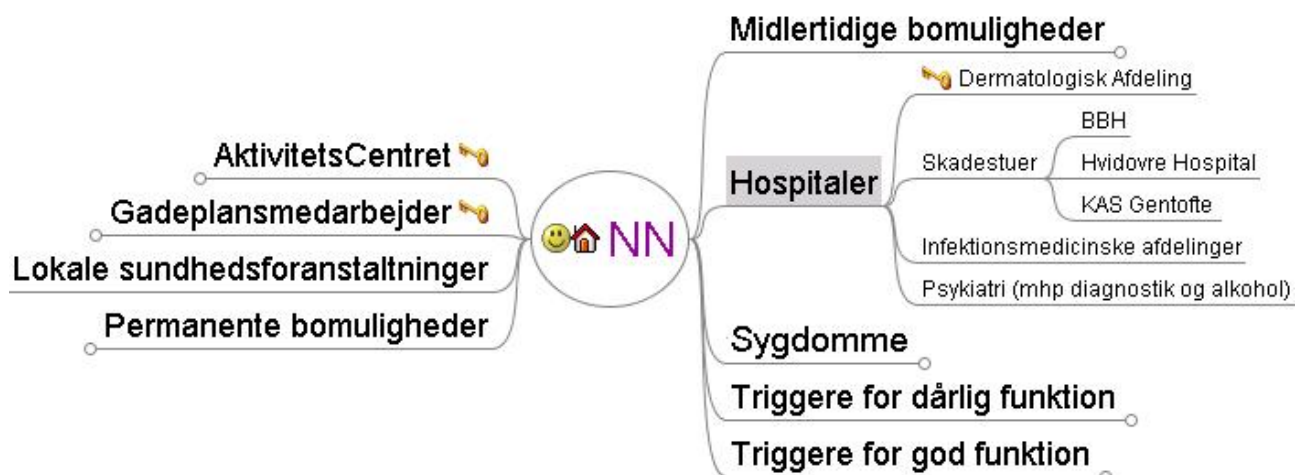 NN
AktivitetsCentret
Gadeplansmedarbejder
Lokale sundhedsforanstaltninger
Permanente bomuligheder
Midlertidige bomuligheder
Hospitaler
Dermatologisk Afdeling
Skadestuer
BBH
Hvidovre Hospital
KAS Gentofte
Infektionsmedicinske afdelinger
Psykiatri (mhp diagnostik og alkohol)
Sygdomme
Triggere for dårlig funktion
Triggere for god funktion